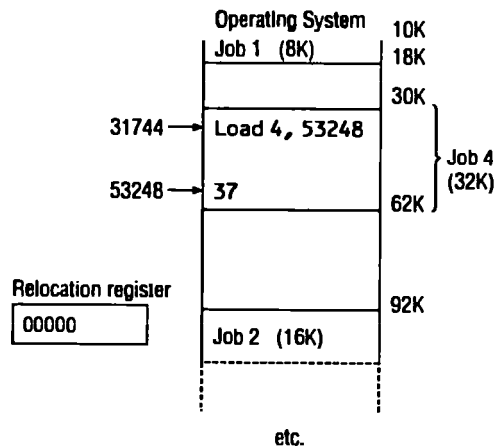 Operating System
10K
Job 1 (8K)
18K
30K
31744
Load 4, 53248
Job 4
(32K)
53248
37
62K
Relocation register
00000
92K
Job 2 (16K)
etc.